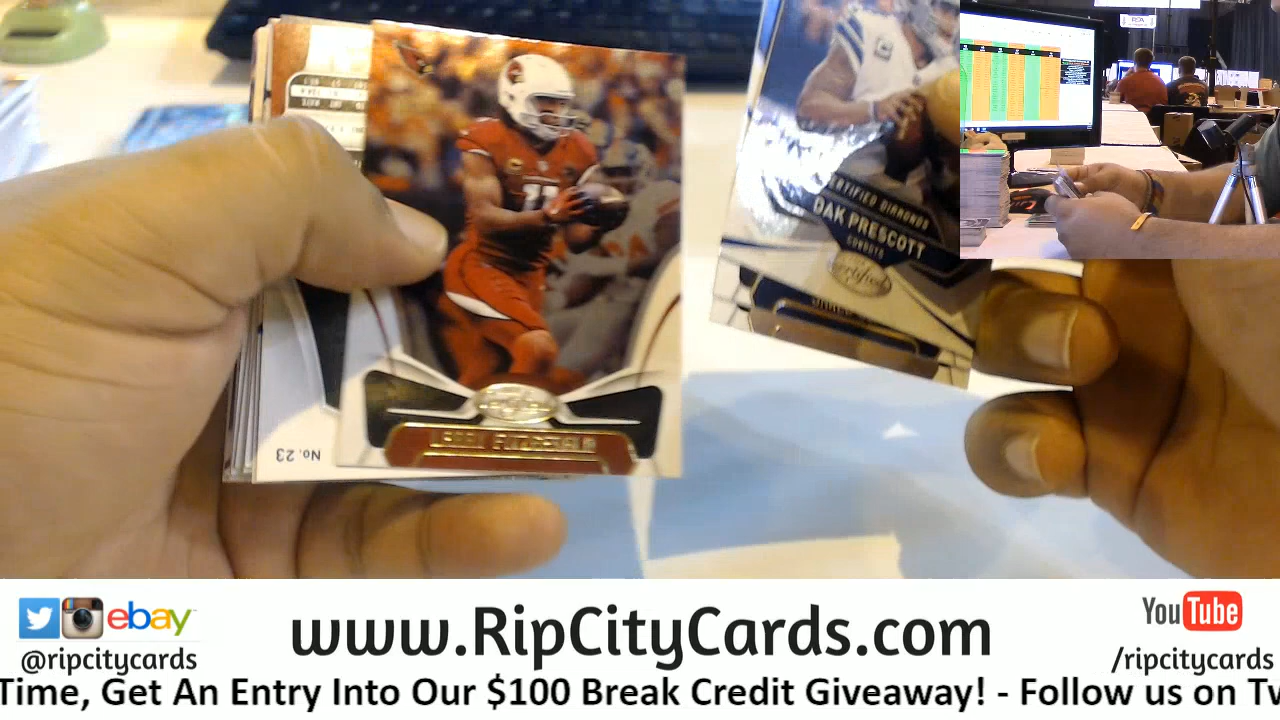 LARRY FITZGERALD
No. 23
CERTIFIED DIAMONDS
DAK PRESCOTT
COWBOYS
Certified
ebay
@ripcitycards
www.RipCityCards.com
YouTube
/ripcitycards
Time, Get An Entry Into Our $100 Break Credit Giveaway! - Follow us on Tw